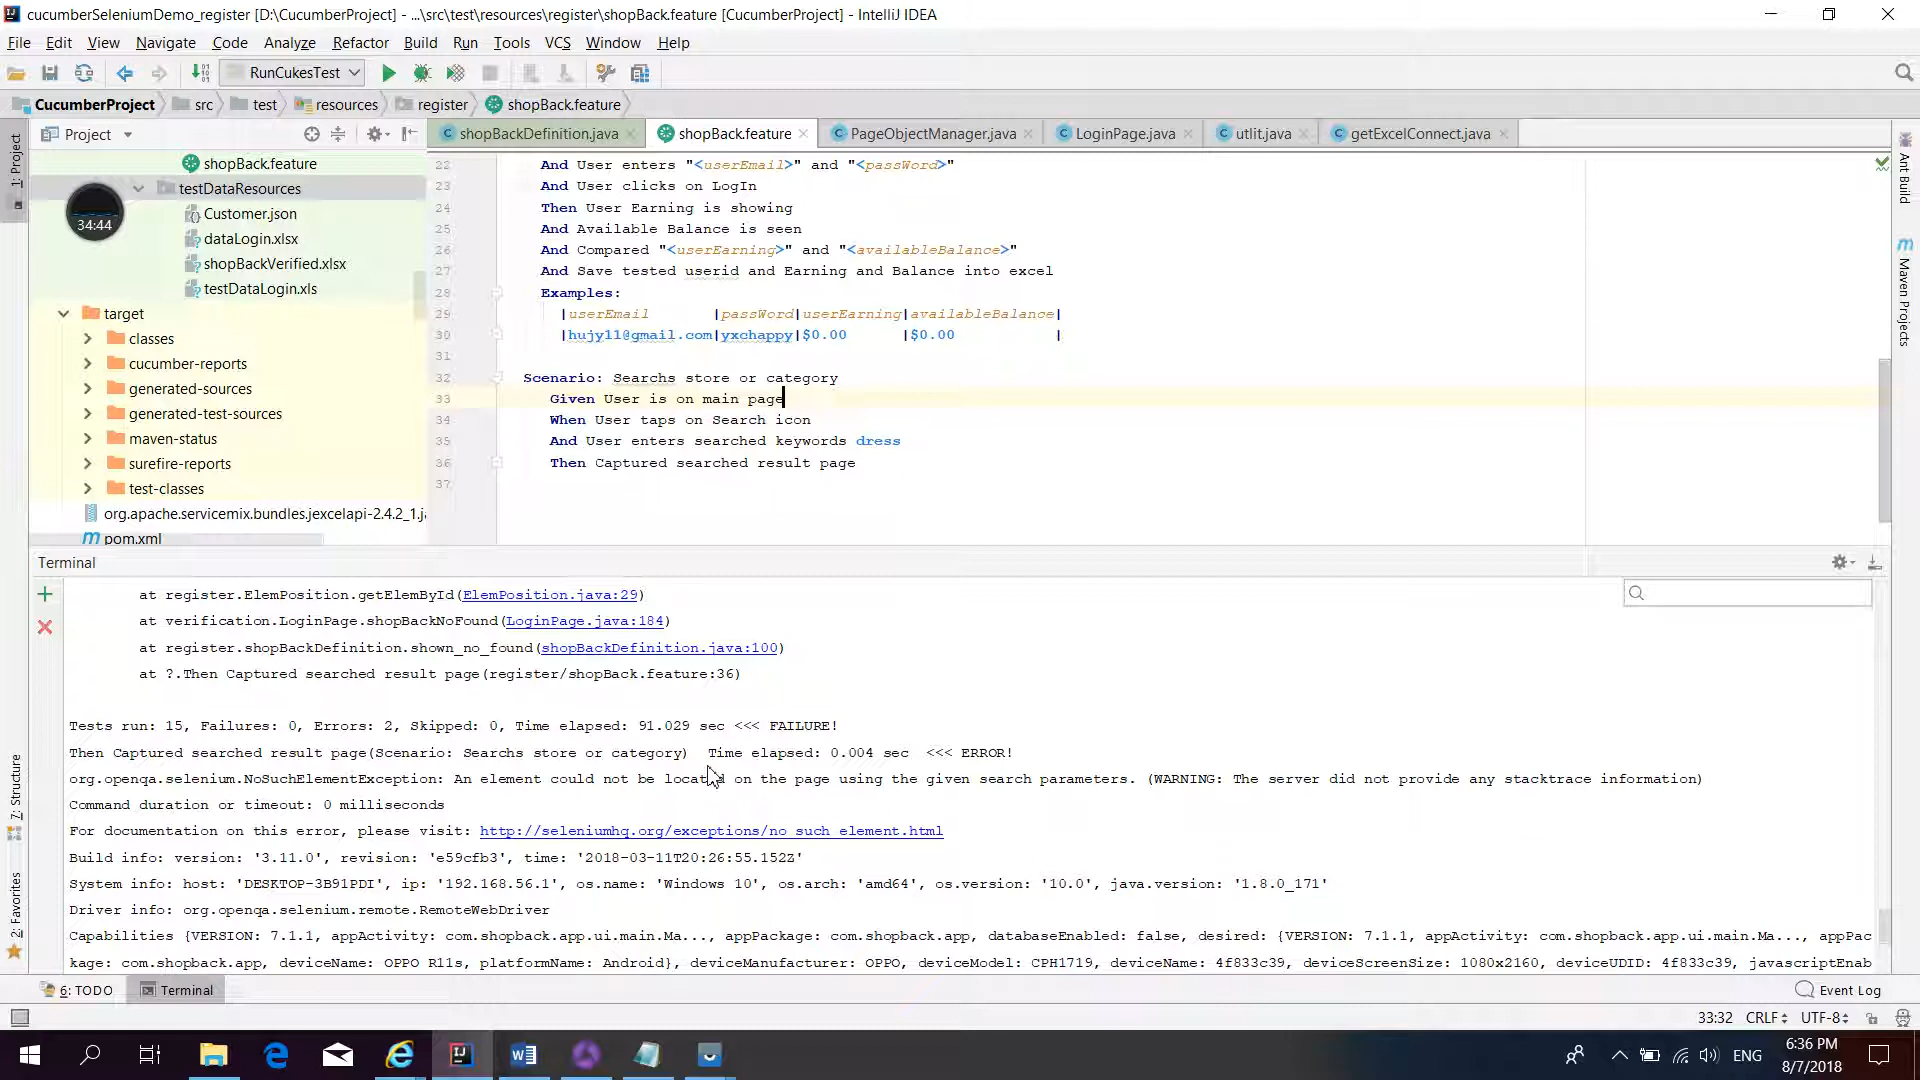 cucumberSeleniumDemo_register [D:\CucumberProject] - ...\src\test\resources\register\shopBack.feature [CucumberProject] - IntelliJ IDEA
File Edit View Navigate Code Analyze Refactor Build Run Tools VCS Window Help
RunCukesTest
CucumberProject src test resources register shopBack.feature
Project shopBackDefinition.java shopBack.feature PageObjectManager.java LoginPage.java utlit.java getExcelConnect.java
1: Project
7: Structure
2: Favorites
Ant Build
Maven Projects
34:44
shopBack.feature
testDataResources
Customer.json
dataLogin.xlsx
shopBackVerified.xlsx
testDataLogin.xls
target
classes
cucumber-reports
generated-sources
generated-test-sources
maven-status
surefire-reports
test-classes
org.apache.servicemix.bundles.jexcelapi-2.4.2_1.ja
pom.xml
22 And User enters "<userEmail>" and "<passWord>"
23 And User clicks on LogIn
24 Then User Earning is showing
25 And Available Balance is seen
26 And Compared "<userEarning>" and "<availableBalance>"
27 And Save tested userid and Earning and Balance into excel
28 Examples:
29 |userEmail |passWord|userEarning|availableBalance|
30 |hujy11@gmail.com|yxchappy|$0.00 |$0.00 |
31
32 Scenario: Searchs store or category
33 Given User is on main page
34 When User taps on Search icon
35 And User enters searched keywords dress
36 Then Captured searched result page
37
Terminal
at register.ElemPosition.getElemById(ElemPosition.java:29)
at verification.LoginPage.shopBackNoFound(LoginPage.java:184)
at register.shopBackDefinition.shown_no_found(shopBackDefinition.java:100)
at ?.Then Captured searched result page(register/shopBack.feature:36)
Tests run: 15, Failures: 0, Errors: 2, Skipped: 0, Time elapsed: 91.029 sec <<< FAILURE!
Then Captured searched result page(Scenario: Searchs store or category) Time elapsed: 0.004 sec <<< ERROR!
org.openqa.selenium.NoSuchElementException: An element could not be located on the page using the given search parameters. (WARNING: The server did not provide any stacktrace information)
Command duration or timeout: 0 milliseconds
For documentation on this error, please visit: http://seleniumhq.org/exceptions/no_such_element.html
Build info: version: '3.11.0', revision: 'e59cfb3', time: '2018-03-11T20:26:55.152Z'
System info: host: 'DESKTOP-3B91PDI', ip: '192.168.56.1', os.name: 'Windows 10', os.arch: 'amd64', os.version: '10.0', java.version: '1.8.0_171'
Driver info: org.openqa.selenium.remote.RemoteWebDriver
Capabilities {VERSION: 7.1.1, appActivity: com.shopback.app.ui.main.Ma..., appPackage: com.shopback.app, databaseEnabled: false, desired: {VERSION: 7.1.1, appActivity: com.shopback.app.ui.main.Ma..., appPac
kage: com.shopback.app, deviceName: OPPO R11s, platformName: Android}, deviceManufacturer: OPPO, deviceModel: CPH1719, deviceName: 4f833c39, deviceScreenSize: 1080x2160, deviceUDID: 4f833c39, javascriptEnab
6: TODO Terminal Event Log
33:32 CRLF UTF-8
ENG
6:36 PM
8/7/2018